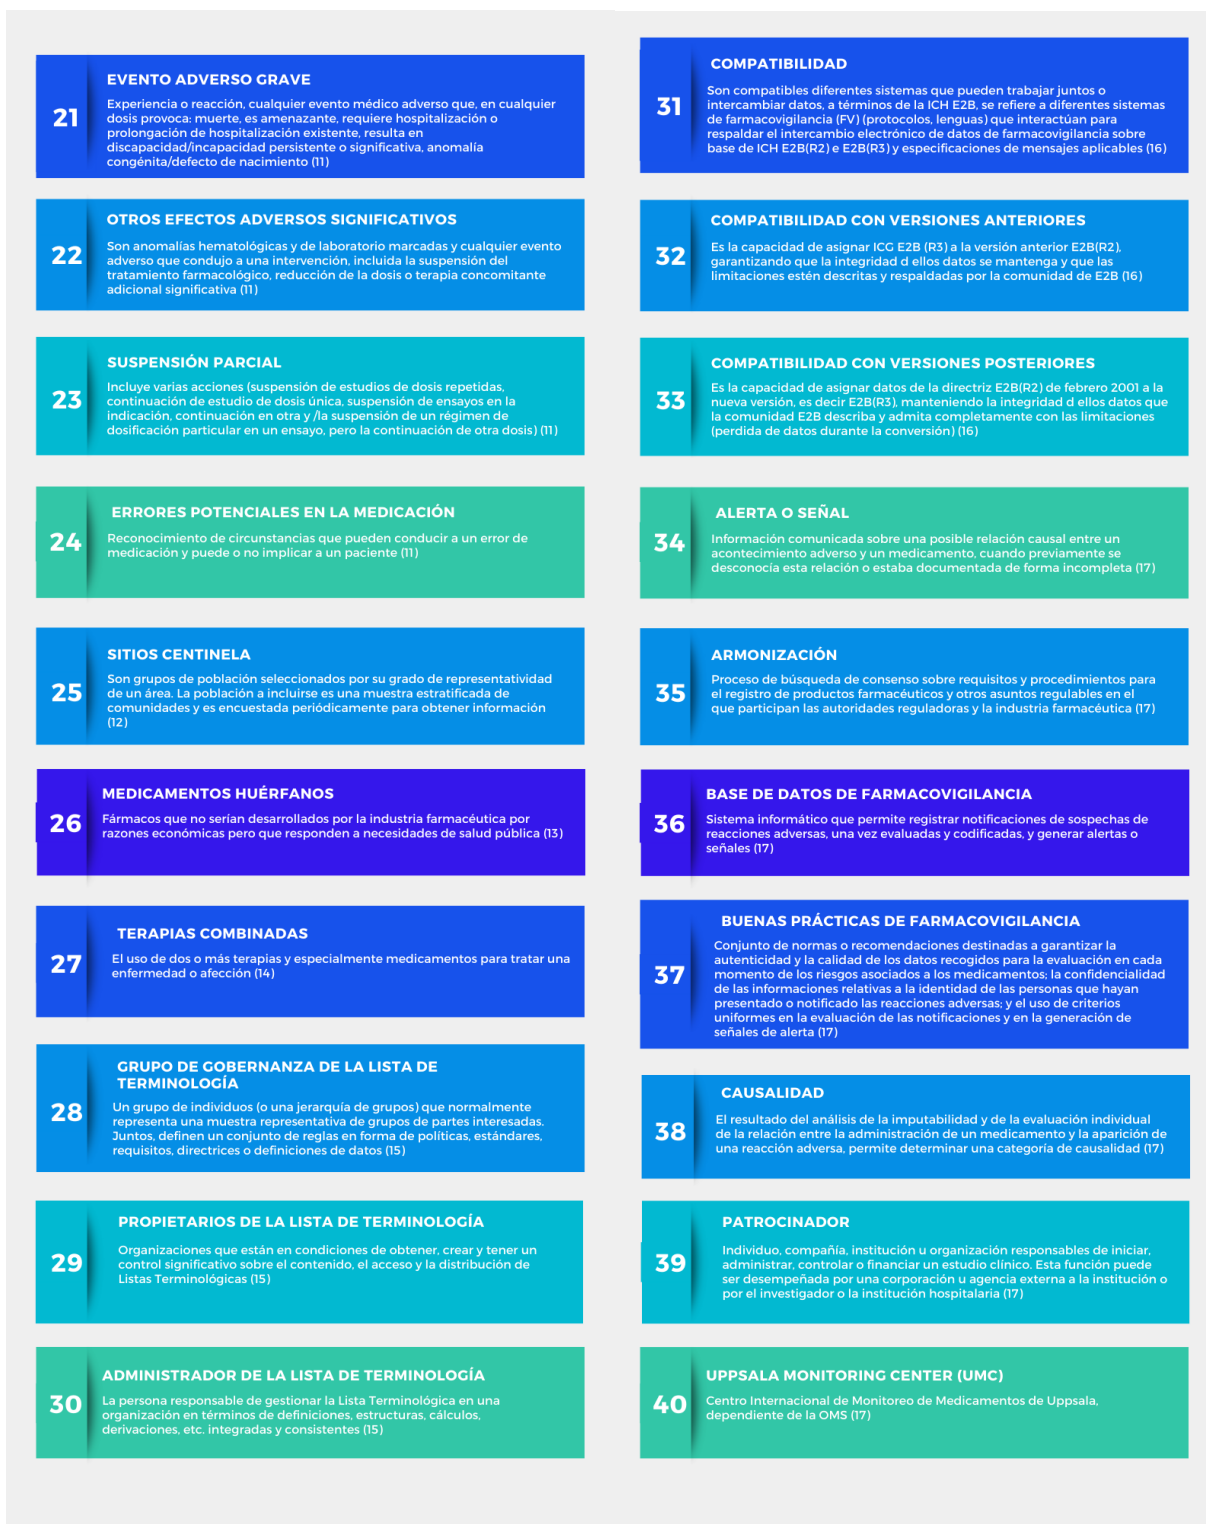 21
EVENTO ADVERSO GRAVE
Experiencia o reacción, cualquier evento médico adverso que, en cualquier
dosis provoca: muerte, es amenazante, requiere hospitalización o
prolongación de hospitalización existente, resulta en
discapacidad/incapacidad persistente o significativa, anomalía
congénita/defecto de nacimiento (11)
22
OTROS EFECTOS ADVERSOS SIGNIFICATIVOS
Son anomalías hematológicas y de laboratorio marcadas y cualquier evento
adverso que condujo a una intervención, incluida la suspensión del
tratamiento farmacológico, reducción de la dosis o terapia concomitante
adicional significativa (11)
23
SUSPENSIÓN PARCIAL
Incluye varias acciones (suspensión de estudios de dosis repetidas,
continuación de estudio de dosis única, suspensión de ensayos en la
indicación, continuación en otra y /la suspensión de un régimen de
dosificación particular en un ensayo, pero la continuación de otra dosis) (11)
24
ERRORES POTENCIALES EN LA MEDICACIÓN
Reconocimiento de circunstancias que pueden conducir a un error de
medicación y puede o no implicar a un paciente (11)
25
SITIOS CENTINELA
Son grupos de población seleccionados por su grado de representatividad
de un área. La población a incluirse es una muestra estratificada de
comunidades y es encuestada periódicamente para obtener información
(12)
26
MEDICAMENTOS HUÉRFANOS
Fármacos que no serían desarrollados por la industria farmacéutica por
razones económicas pero que responden a necesidades de salud pública (13)
27
TERAPIAS COMBINADAS
El uso de dos o más terapias y especialmente medicamentos para tratar una
enfermedad o afección (14)
28
GRUPO DE GOBERNANZA DE LA LISTA DE
TERMINOLOGÍA
Un grupo de individuos (o una jerarquía de grupos) que normalmente
representa una muestra representativa de grupos de partes interesadas.
Juntos, definen un conjunto de reglas en forma de políticas, estándares,
requisitos, directrices o definiciones de datos (15)
29
PROPIETARIOS DE LA LISTA DE TERMINOLOGÍA
Organizaciones que están en condiciones de obtener, crear y tener un
control significativo sobre el contenido, el acceso y la distribución de
Listas Terminológicas (15)
30
ADMINISTRADOR DE LA LISTA DE TERMINOLOGÍA
La persona responsable de gestionar la Lista Terminológica en una
organización en términos de definiciones, estructuras, cálculos,
derivaciones, etc. integradas y consistentes (15)
31
COMPATIBILIDAD
Son compatibles diferentes sistemas que pueden trabajar juntos o
intercambiar datos, a términos de la ICH E2B, se refiere a diferentes sistemas
de farmacovigilancia (FV) (protocolos, lenguas) que interactúan para
respaldar el intercambio electrónico de datos de farmacovigilancia sobre
base de ICH E2B(R2) e E2B(R3) y especificaciones de mensajes aplicables (16)
32
COMPATIBILIDAD CON VERSIONES ANTERIORES
Es la capacidad de asignar ICG E2B (R3) a la versión anterior E2B(R2),
garantizando que la integridad d ellos datos se mantenga y que las
limitaciones estén descritas y respaldadas por la comunidad de E2B (16)
33
COMPATIBILIDAD CON VERSIONES POSTERIORES
Es la capacidad de asignar datos de la directriz E2B(R2) de febrero 2001 a la
nueva versión, es decir E2B(R3), manteniendo la integridad d ellos datos que
la comunidad E2B describa y admita completamente con las limitaciones
(perdida de datos durante la conversión) (16)
34
ALERTA O SEÑAL
Información comunicada sobre una posible relación causal entre un
acontecimiento adverso y un medicamento, cuando previamente se
desconocía esta relación o estaba documentada de forma incompleta (17)
35
ARMONIZACIÓN
Proceso de búsqueda de consenso sobre requisitos y procedimientos para
el registro de productos farmacéuticos y otros asuntos regulables en el
que participan las autoridades reguladoras y la industria farmacéutica (17)
36
BASE DE DATOS DE FARMACOVIGILANCIA
Sistema informático que permite registrar notificaciones de sospechas de
reacciones adversas, una vez evaluadas y codificadas, y generar alertas o
señales (17)
37
BUENAS PRÁCTICAS DE FARMACOVIGILANCIA
Conjunto de normas o recomendaciones destinadas a garantizar la
autenticidad y la calidad de los datos recogidos para la evaluación en cada
momento de los riesgos asociados a los medicamentos; la confidencialidad
de las informaciones relativas a la identidad de las personas que hayan
presentado o notificado las reacciones adversas; y el uso de criterios
uniformes en la evaluación de las notificaciones y en la generación de
señales de alerta (17)
38
CAUSALIDAD
El resultado del análisis de la imputabilidad y de la evaluación individual
de la relación entre la administración de un medicamento y la aparición de
una reacción adversa, permite determinar una categoría de causalidad (17)
39
PATROCINADOR
Individuo, compañía, institución u organización responsables de iniciar,
administrar, controlar o financiar un estudio clínico. Esta función puede
ser desempeñada por una corporación u agencia externa a la institución o
por el investigador o la institución hospitalaria (17)
40
UPPSALA MONITORING CENTER (UMC)
Centro Internacional de Monitoreo de Medicamentos de Uppsala,
dependiente de la OMS (17)